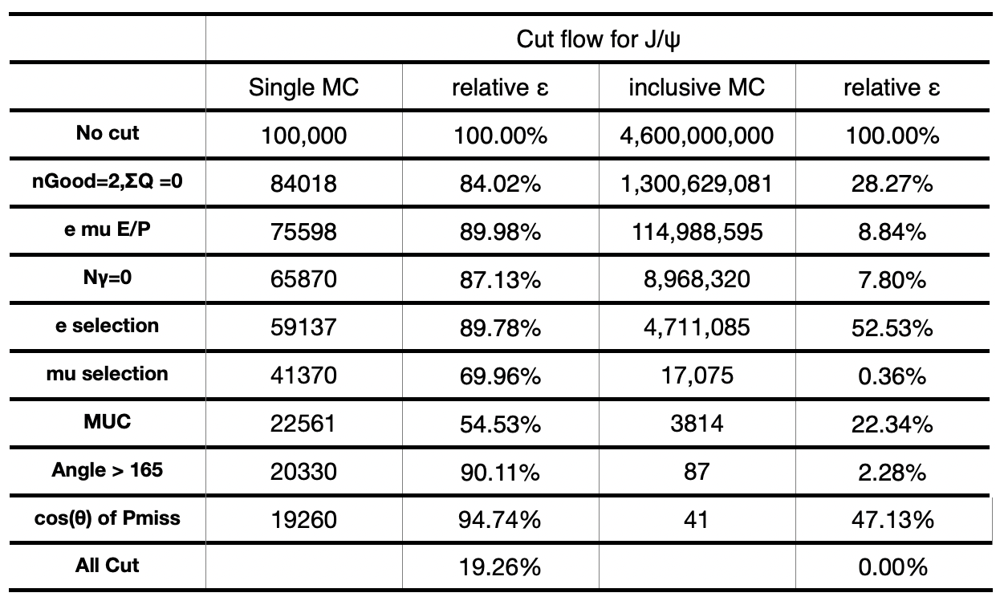 Cut flow for J/ψ
Single MC relative ε inclusive MC relative ε
No cut 100,000 100.00% 4,600,000,000 100.00%
nGood=2,ΣQ =0 84018 84.02% 1,300,629,081 28.27%
e mu E/P 75598 89.98% 114,988,595 8.84%
Nγ=0 65870 87.13% 8,968,320 7.80%
e selection 59137 89.78% 4,711,085 52.53%
mu selection 41370 69.96% 17,075 0.36%
MUC 22561 54.53% 3814 22.34%
Angle > 165 20330 90.11% 87 2.28%
cos(θ) of Pmiss 19260 94.74% 41 47.13%
All Cut 19.26% 0.00%